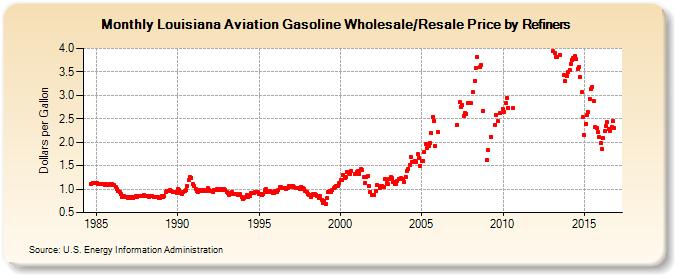 Monthly Louisiana Aviation Gasoline Wholesale/Resale Price by Refiners
Dollars per Gallon
4.0
3.5
3.0
2.5
2.0
1.5
1.0
0.5
1985 1990 1995 2000 2005 2010 2015
Source: U.S. Energy Information Administration